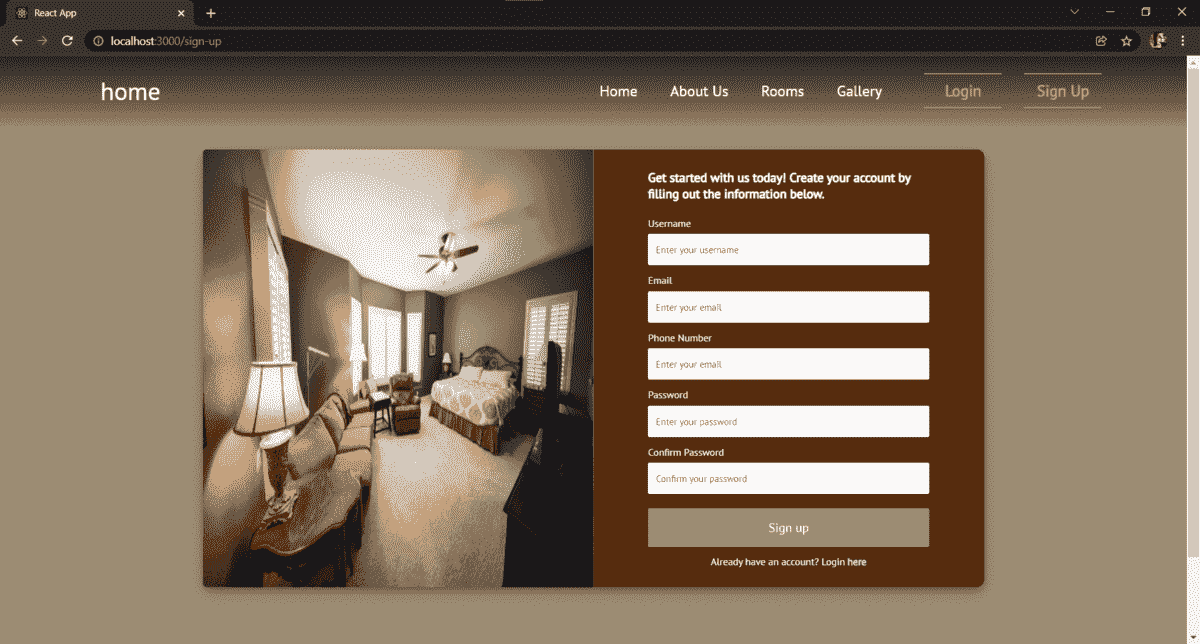 React App
localhost:3000/sign-up
home
Home About Us Rooms Gallery Login Sign Up
Get started with us today! Create your account by
filling out the information below.
Username
Enter your username
Email
Enter your email
Phone Number
Enter your email
Password
Enter your password
Confirm Password
Confirm your password
Sign up
Already have an account? Login here